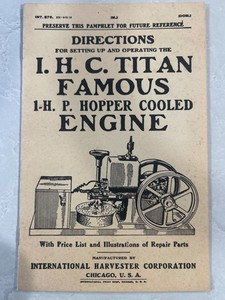 PRESERVE THIS PAMPHLET FOR FUTURE REFERENCE
DIRECTIONS
FOR SETTING UP AND OPERATING THE
I. H. C. TITAN
FAMOUS
1-H. P. HOPPER COOLED
ENGINE
With Price List and Illustrations of Repair Parts
MANUFACTURED BY
INTERNATIONAL HARVESTER CORPORATION
CHICAGO, U. S. A.